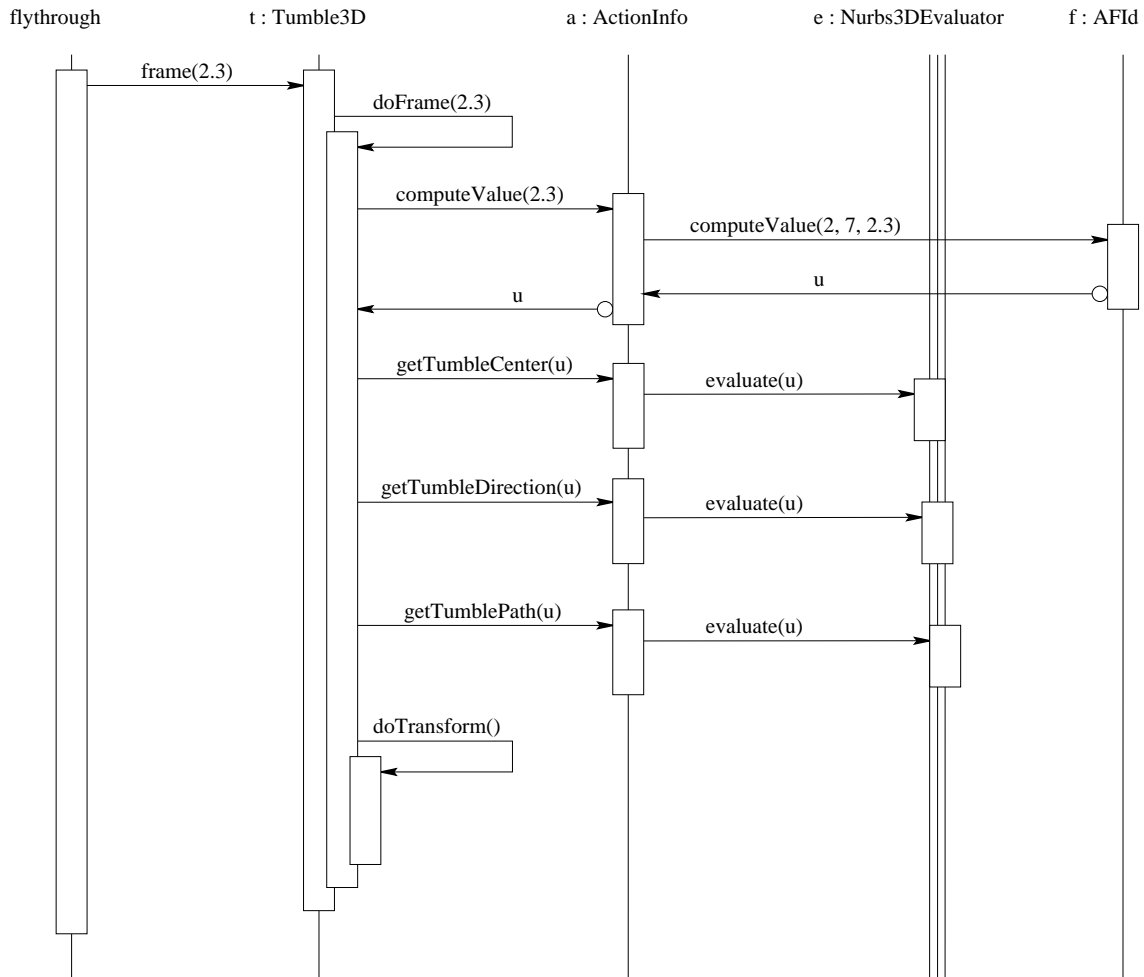 flythrough
t : Tumble3D
a : ActionInfo
e : Nurbs3DEvaluator
f : AFId
frame(2.3)
doFrame(2.3)
computeValue(2.3)
computeValue(2, 7, 2.3)
u
u
getTumbleCenter(u)
evaluate(u)
getTumbleDirection(u)
evaluate(u)
getTumblePath(u)
evaluate(u)
doTransform()